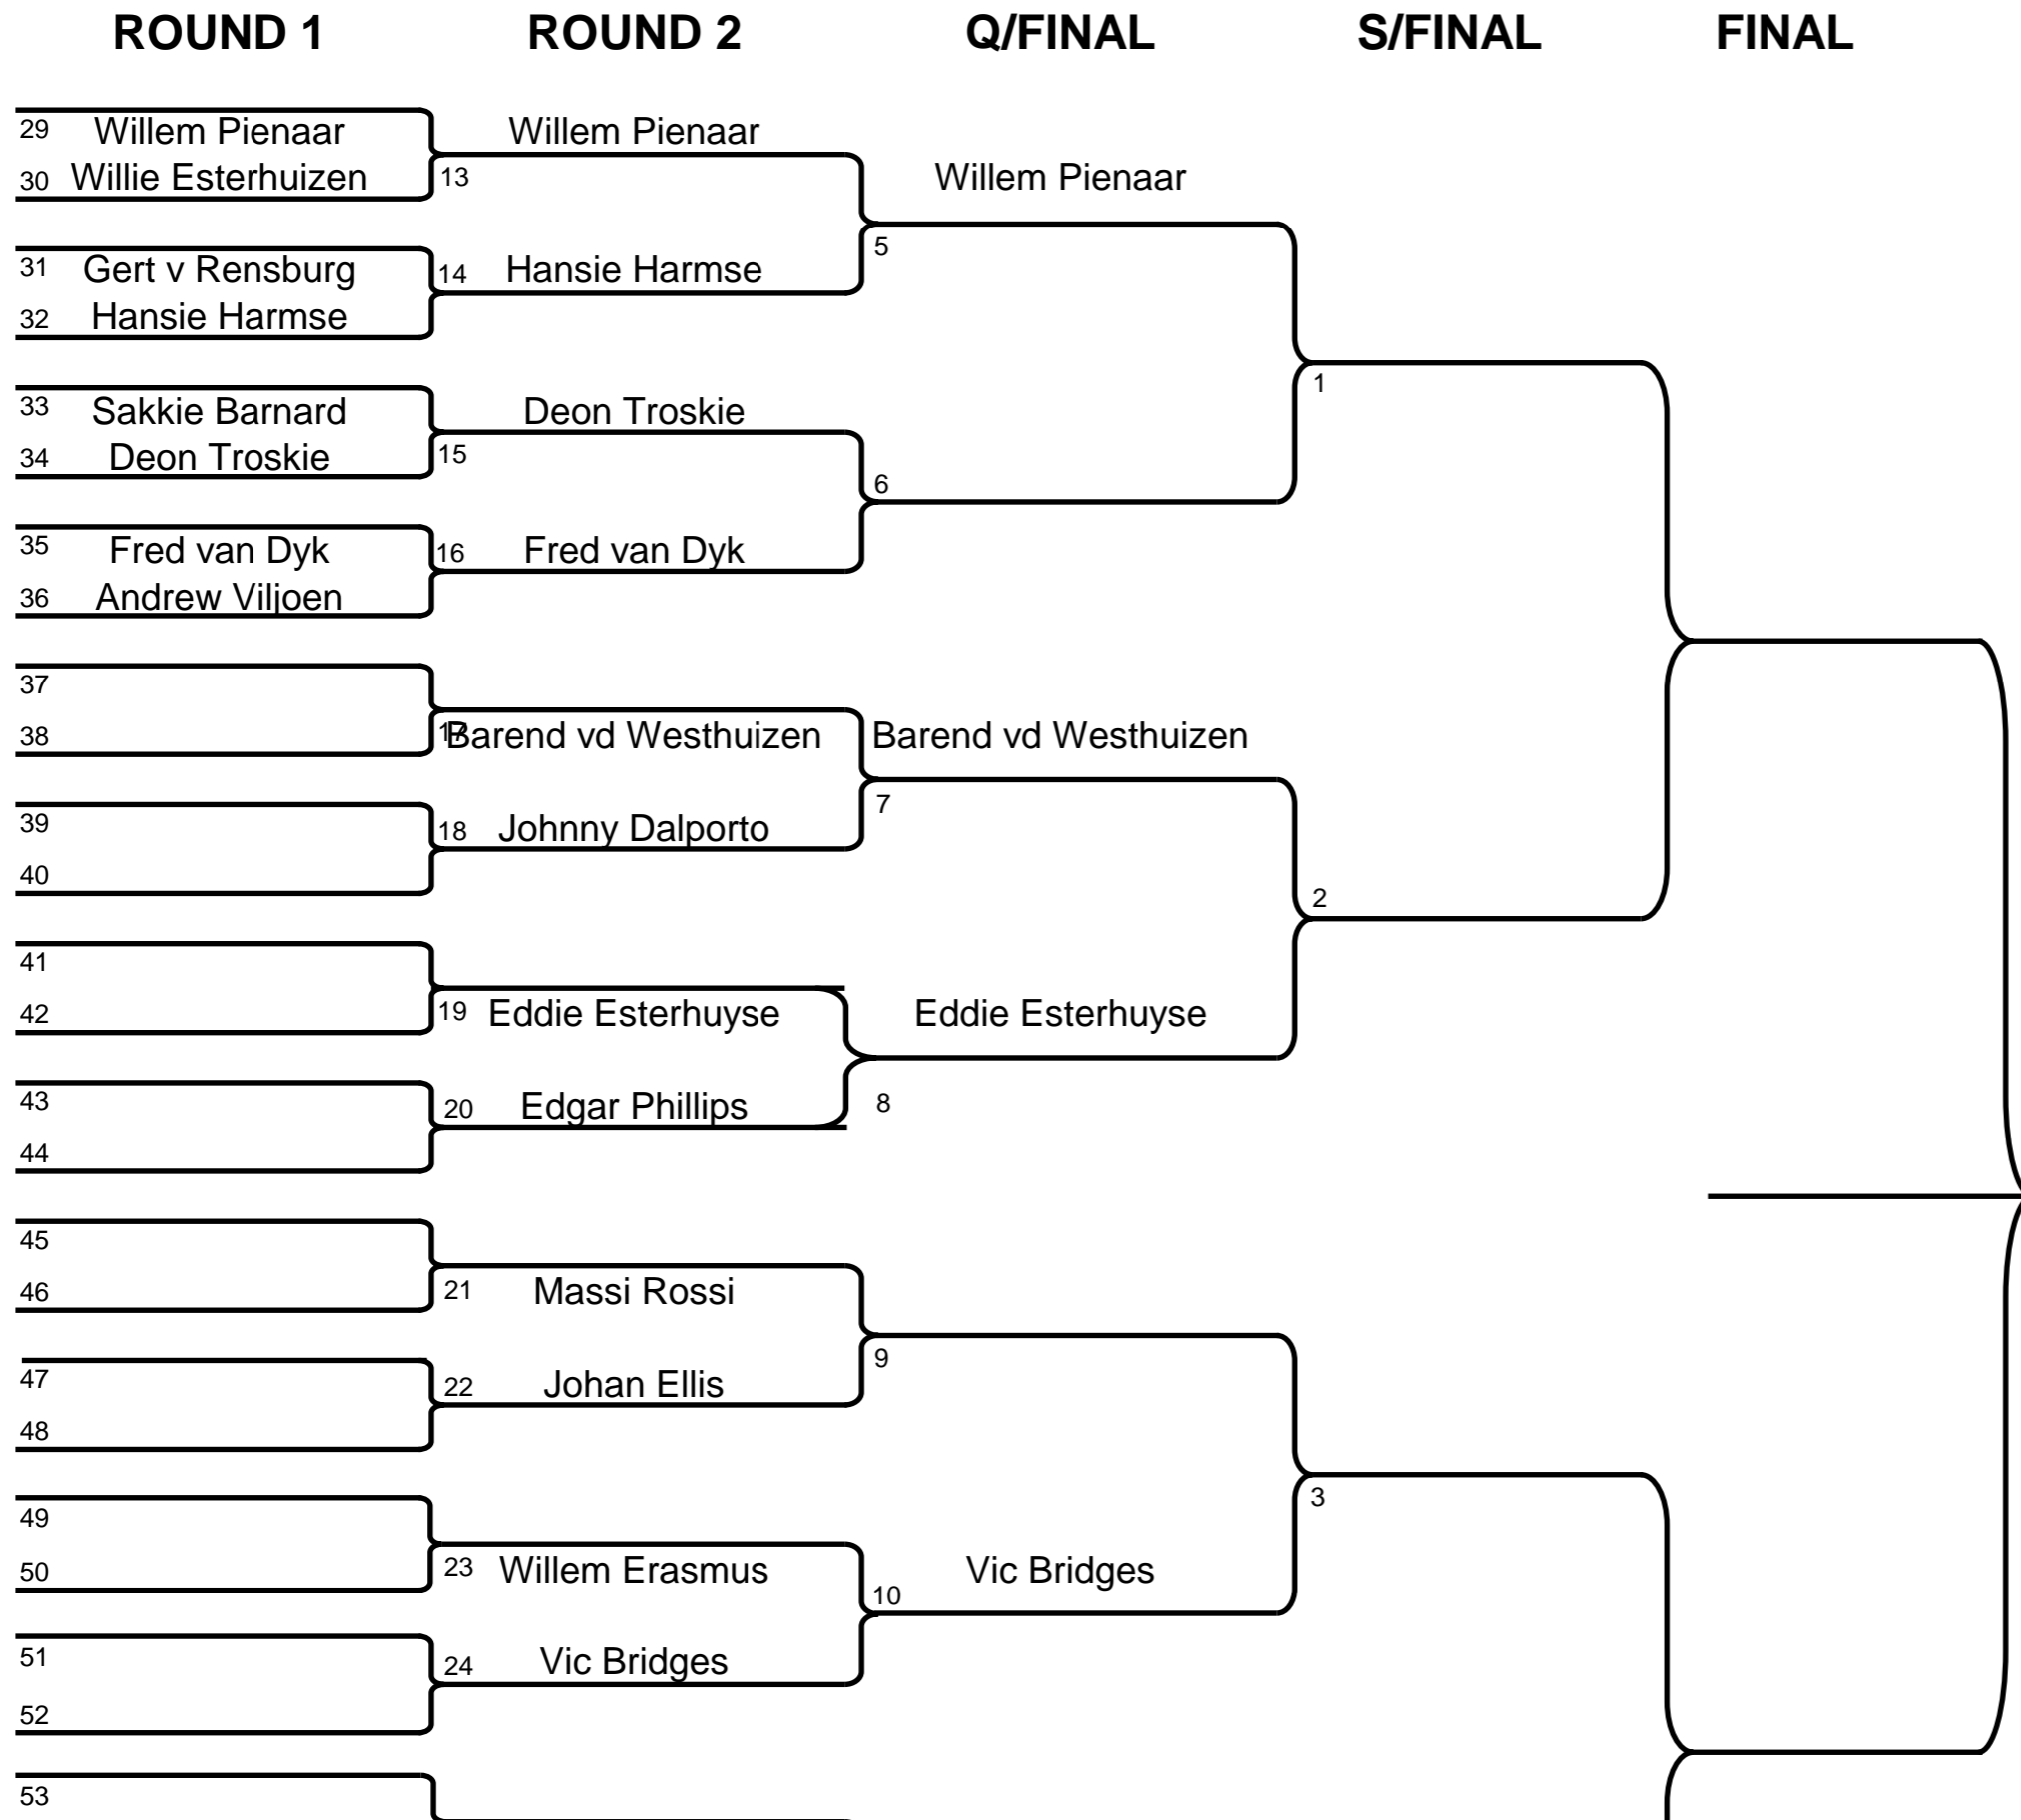 ROUND 1 ROUND 2 Q/FINAL S/FINAL FINAL
29 Willem Pienaar Willem Pienaar
30 Willie Esterhuizen 13 Willem Pienaar
5
31 Gert v Rensburg 14 Hansie Harmse
32 Hansie Harmse
1
33 Sakkie Barnard Deon Troskie
34 Deon Troskie 15
6
35 Fred van Dyk 16 Fred van Dyk
36 Andrew Viljoen
37
38 17 Barend vd Westhuizen Barend vd Westhuizen
7
39 18 Johnny Dalporto
40
2
41
42 19 Eddie Esterhuyse Eddie Esterhuyse
43 20 Edgar Phillips 8
44
45
46 21 Massi Rossi
9
47 22 Johan Ellis
48
3
49
50 23 Willem Erasmus Vic Bridges
10
51 24 Vic Bridges
52
53